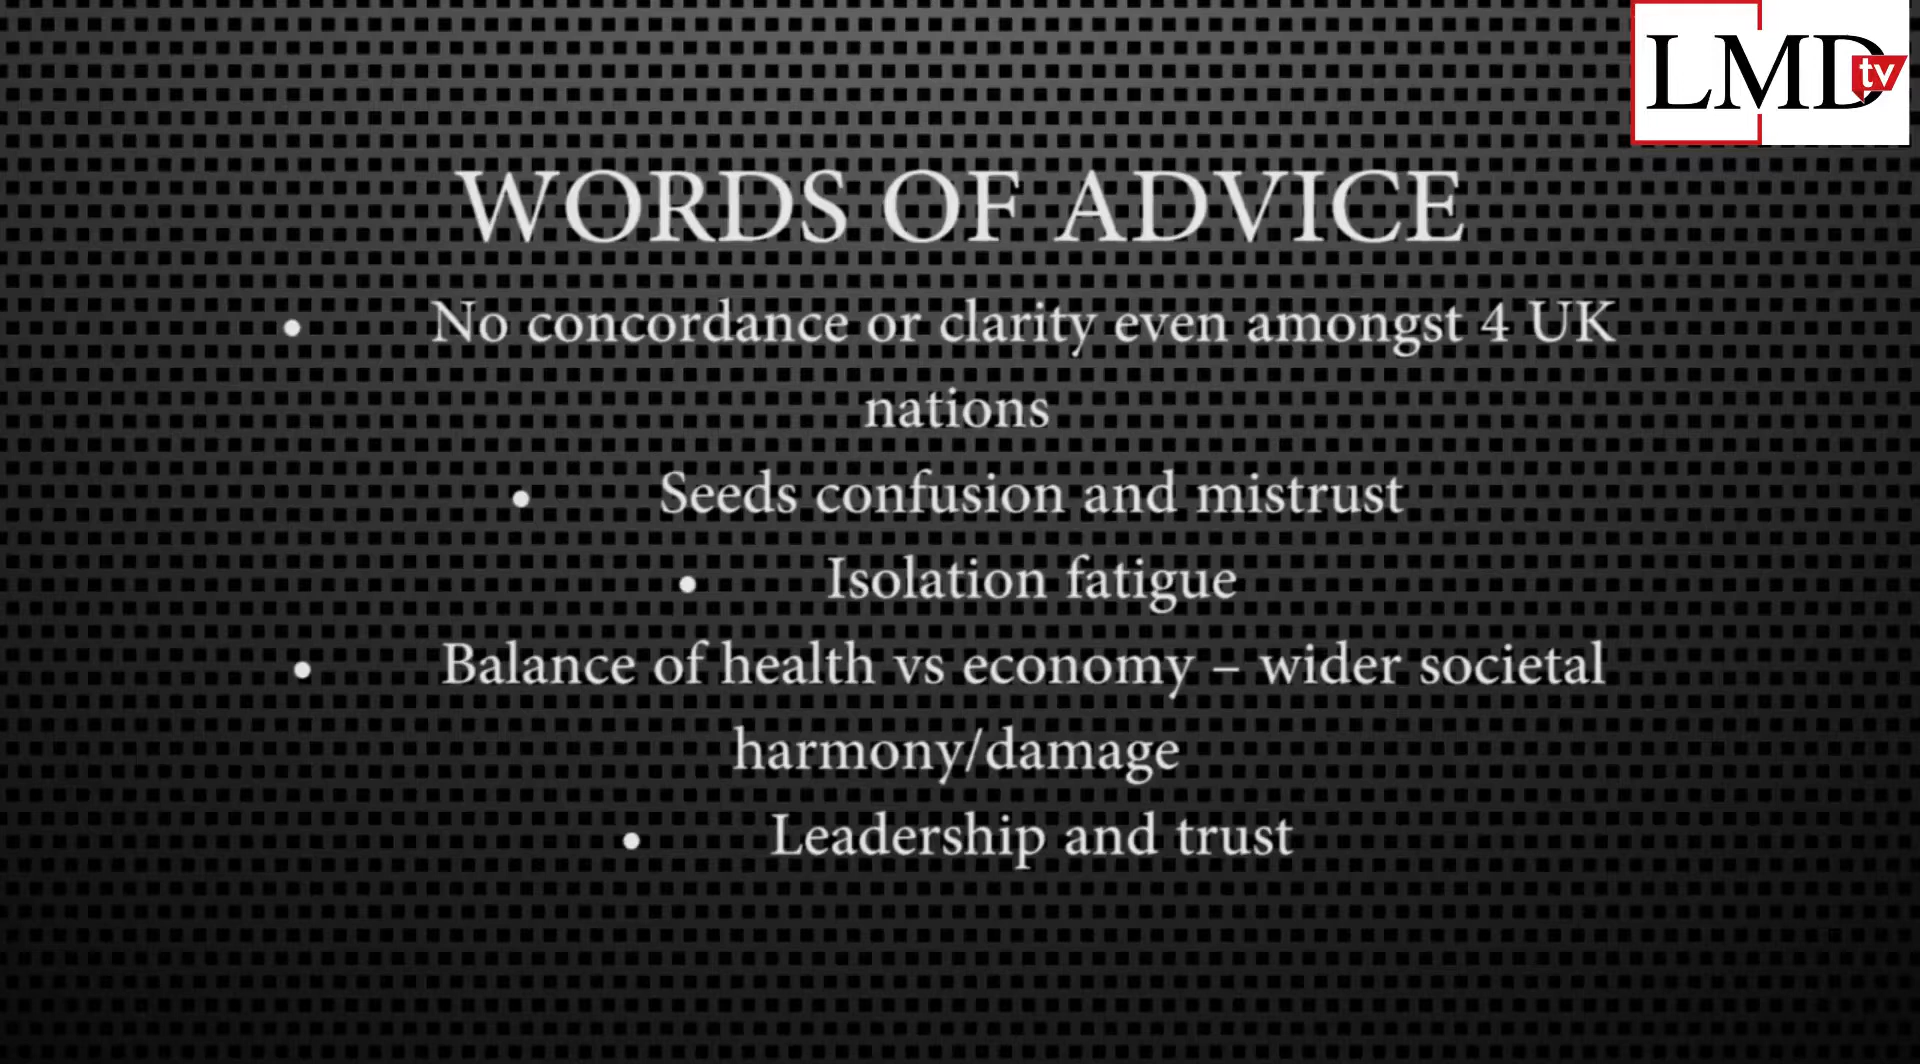 LMD
tv
WORDS OF ADVICE
• No concordance or clarity even amongst 4 UK
nations
• Seeds confusion and mistrust
• Isolation fatigue
• Balance of health vs economy – wider societal
harmony/damage
• Leadership and trust